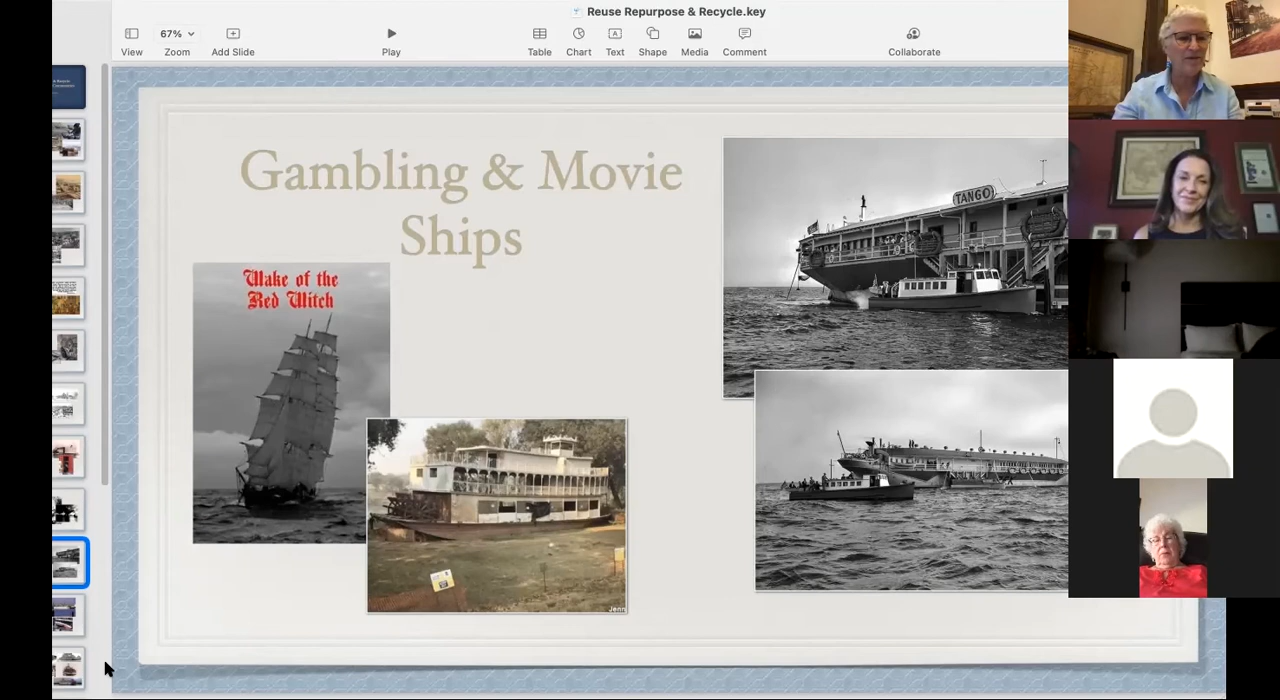 Reuse Repurpose & Recycle.key
67%
View
Zoom
Add Slide
Play
Table
Chart
Text
Shape
Media
Comment
Collaborate
Gambling & Movie
Ships
Wake of the
Red Witch
TANGO
Jenn